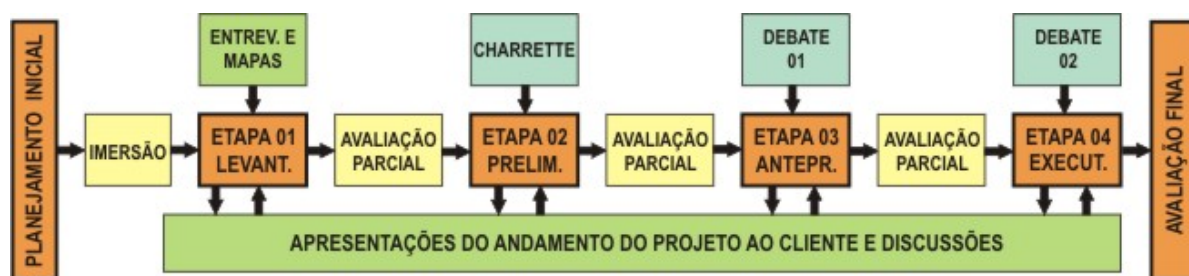 PLANEJAMENTO INICIAL
ENTREV. E
MAPAS
CHARRETTE
DEBATE
01
DEBATE
02
IMERSÃO
ETAPA 01
LEVANT.
AVALIAÇÃO
PARCIAL
ETAPA 02
PRELIM.
AVALIAÇÃO
PARCIAL
ETAPA 03
ANTEPR.
AVALIAÇÃO
PARCIAL
ETAPA 04
EXECUT.
AVALIAÇÃO FINAL
APRESENTAÇÕES DO ANDAMENTO DO PROJETO AO CLIENTE E DISCUSSÕES